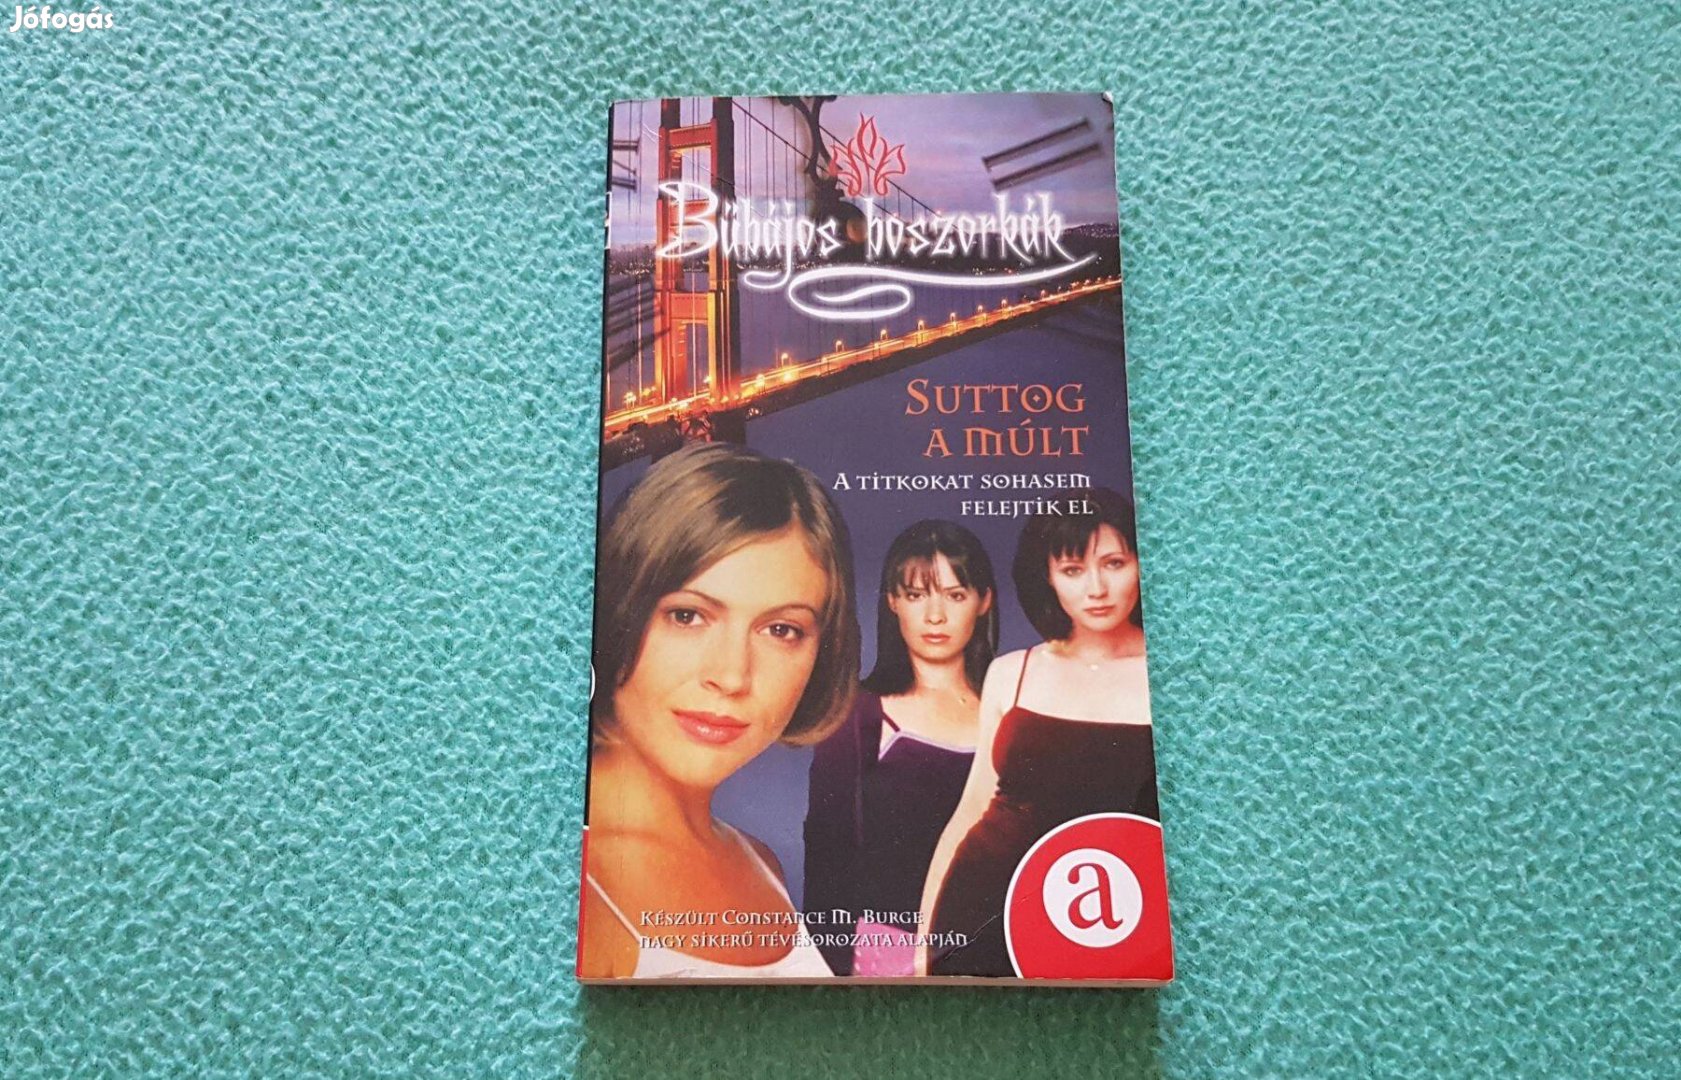 Jófogás
Bűbájos boszorkák
Suttog
a múlt
A titkokat sohasem
felejtik el
Készült Constance M. Burge
nagy sikerű tévésorozata alapján
a